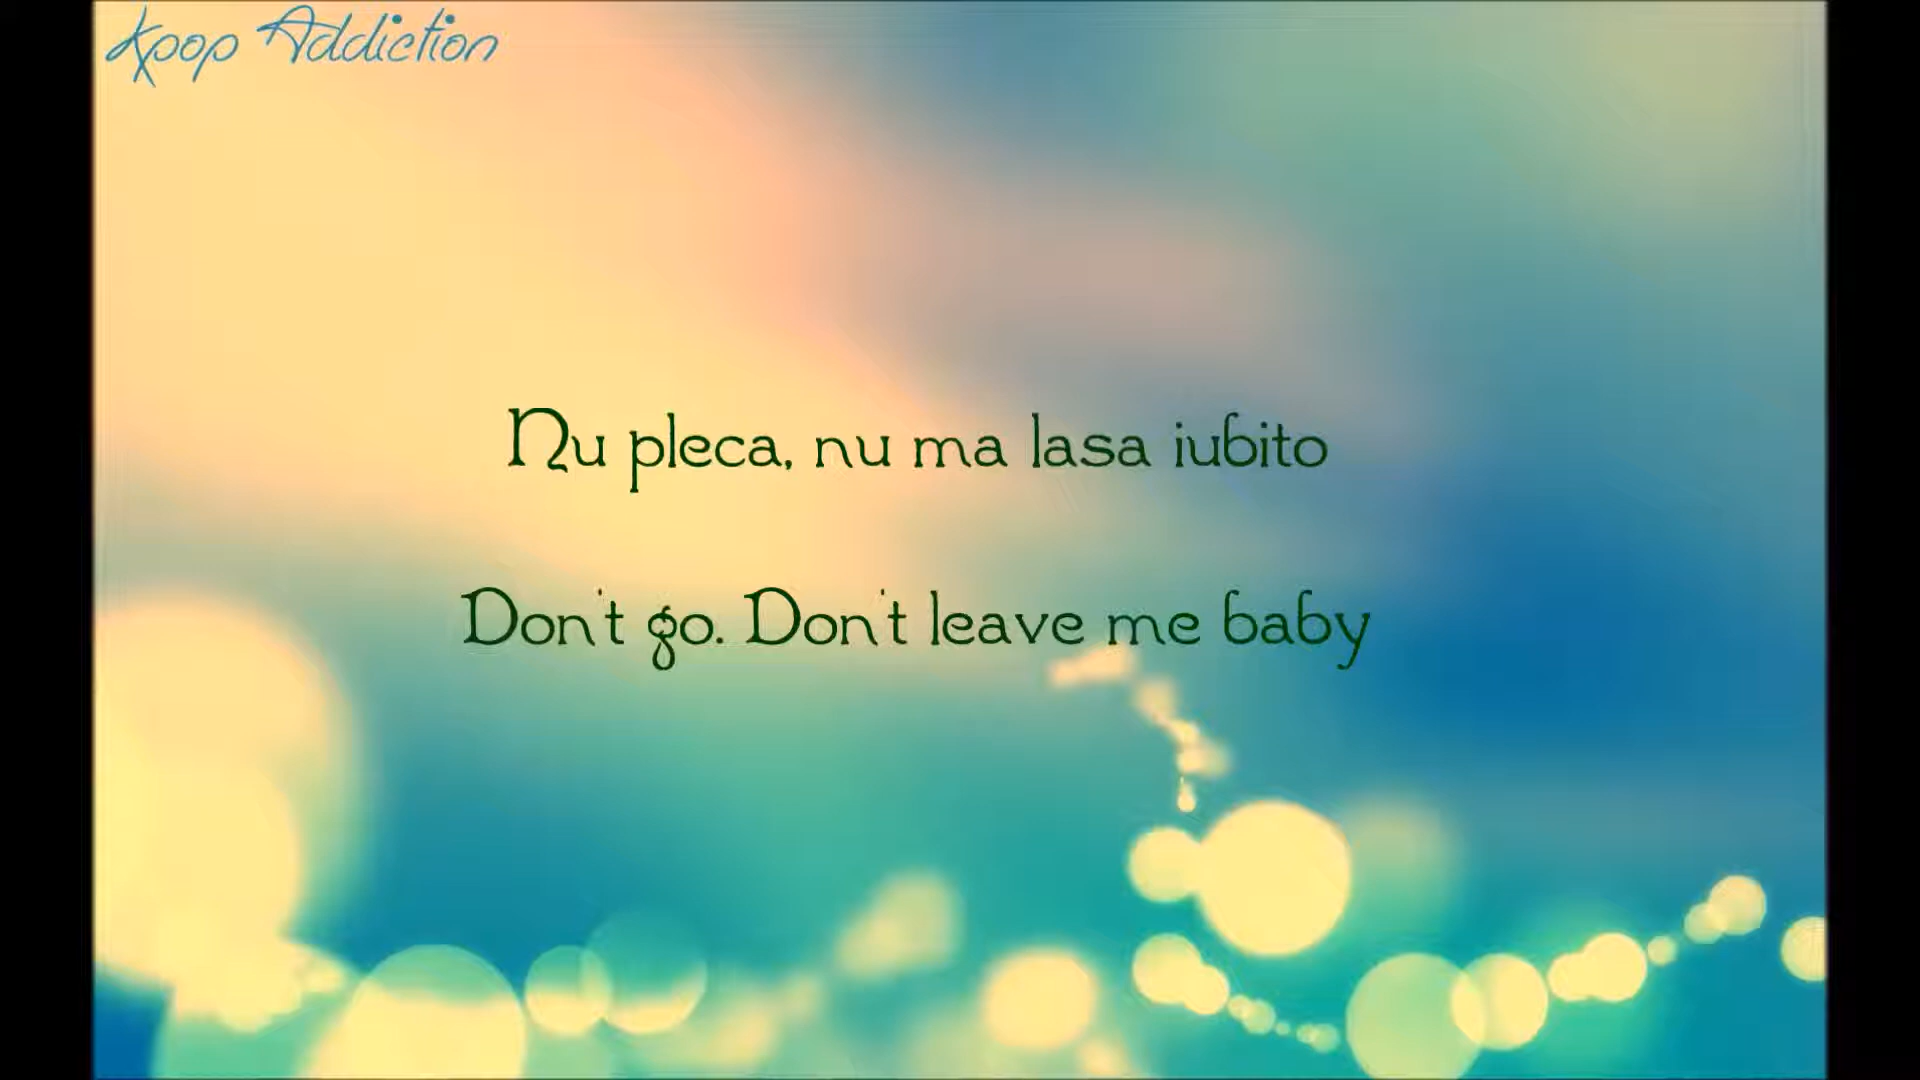 Kpop Addiction
Nu pleca, nu ma lasa iubito
Don't go. Don't leave me baby